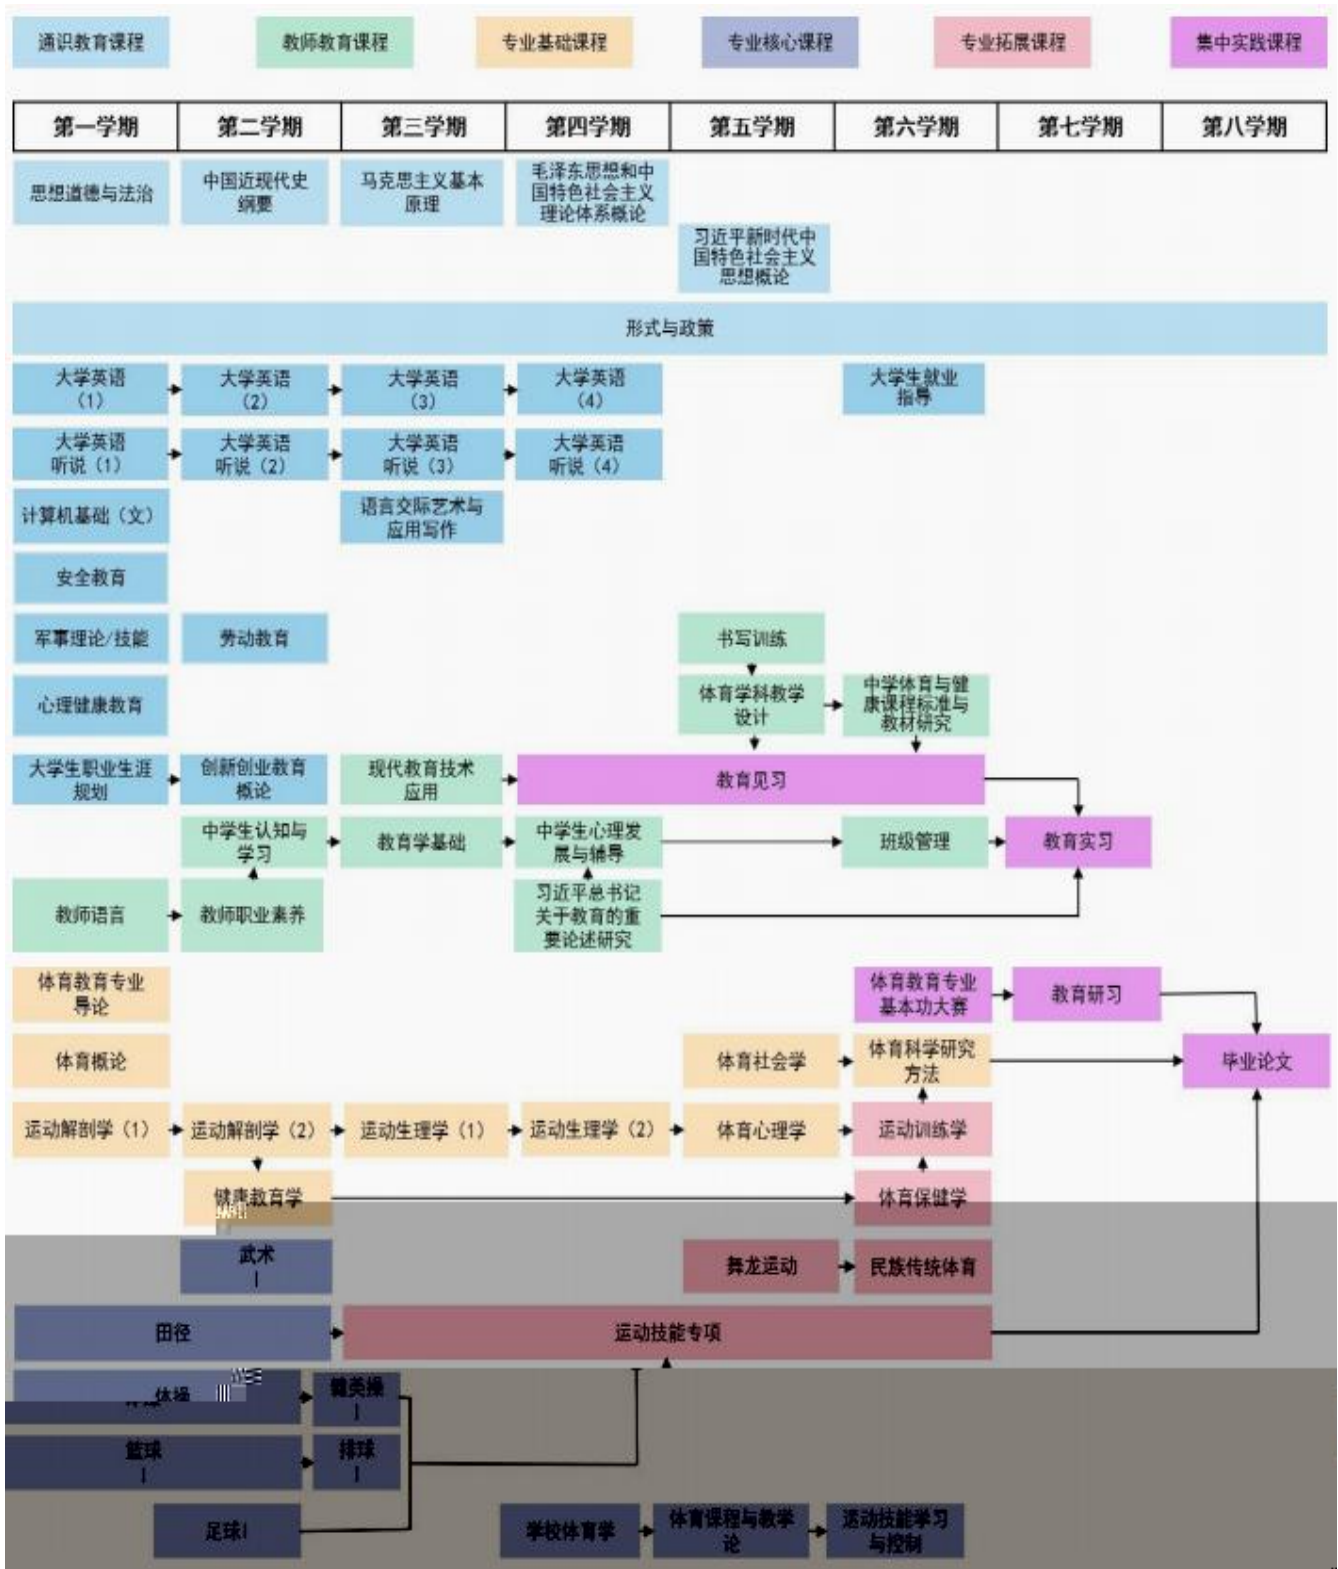 通识教育课程
教师教育课程
专业基础课程
专业核心课程
专业拓展课程
集中实践课程
第一学期
第二学期
第三学期
第四学期
第五学期
第六学期
第七学期
第八学期
思想道德与法治
中国近现代史
纲要
马克思主义基本
原理
毛泽东思想和中
国特色社会主义
理论体系概论
习近平新时代中
国特色社会主义
思想概论
形式与政策
大学英语
（1）
大学英语
（2）
大学英语
（3）
大学英语
（4）
大学生就业
指导
大学英语
听说（1）
大学英语
听说（2）
大学英语
听说（3）
大学英语
听说（4）
计算机基础（文）
语言交际艺术与
应用写作
安全教育
军事理论/技能
劳动教育
书写训练
心理健康教育
体育学科教学
设计
中学体育与健
康课程标准与
教材研究
大学生职业生涯
规划
创新创业教育
概论
现代教育技术
应用
教育见习
中学生认知与
学习
教育学基础
中学生心理发
展与辅导
班级管理
教育实习
教师语言
教师职业素养
习近平总书记
关于教育的重
要论述研究
体育教育专业
导论
体育教育专业
基本功大赛
教育研习
体育概论
体育社会学
体育科学研究
方法
毕业论文
运动解剖学（1）
运动解剖学（2）
运动生理学（1）
运动生理学（2）
体育心理学
运动训练学
健康教育学
体育保健学
武术
I
舞龙运动
民族传统体育
田径
运动技能专项
体操
健美操
I
篮球
I
排球
I
足球I
学校体育学
体育课程与教学
论
运动技能学习
与控制